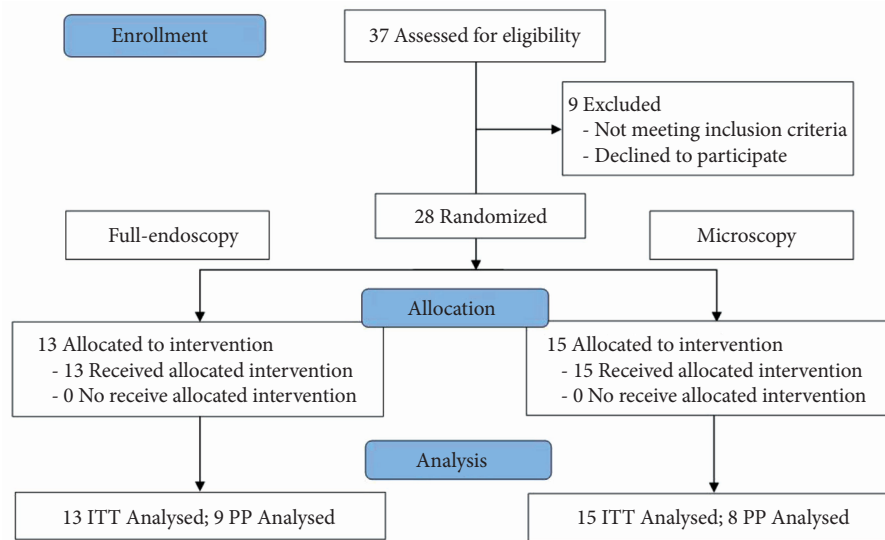 Enrollment
37 Assessed for eligibility
9 Excluded
- Not meeting inclusion criteria
- Declined to participate
28 Randomized
Full-endoscopy
Microscopy
Allocation
13 Allocated to intervention
- 13 Received allocated intervention
- 0 No receive allocated intervention
15 Allocated to intervention
- 15 Received allocated intervention
- 0 No receive allocated intervention
Analysis
13 ITT Analysed; 9 PP Analysed
15 ITT Analysed; 8 PP Analysed